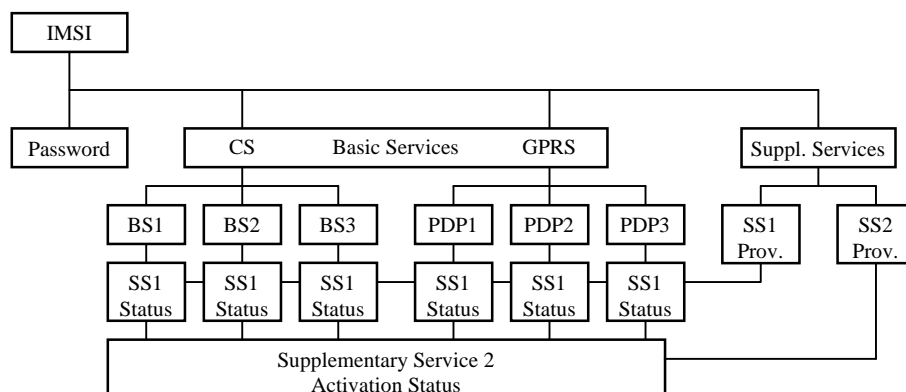 IMSI
Password
CS Basic Services GPRS
Suppl. Services
BS1
BS2
BS3
PDP1
PDP2
PDP3
SS1
Prov.
SS2
Prov.
SS1
Status
SS1
Status
SS1
Status
SS1
Status
SS1
Status
SS1
Status
Supplementary Service 2
Activation Status